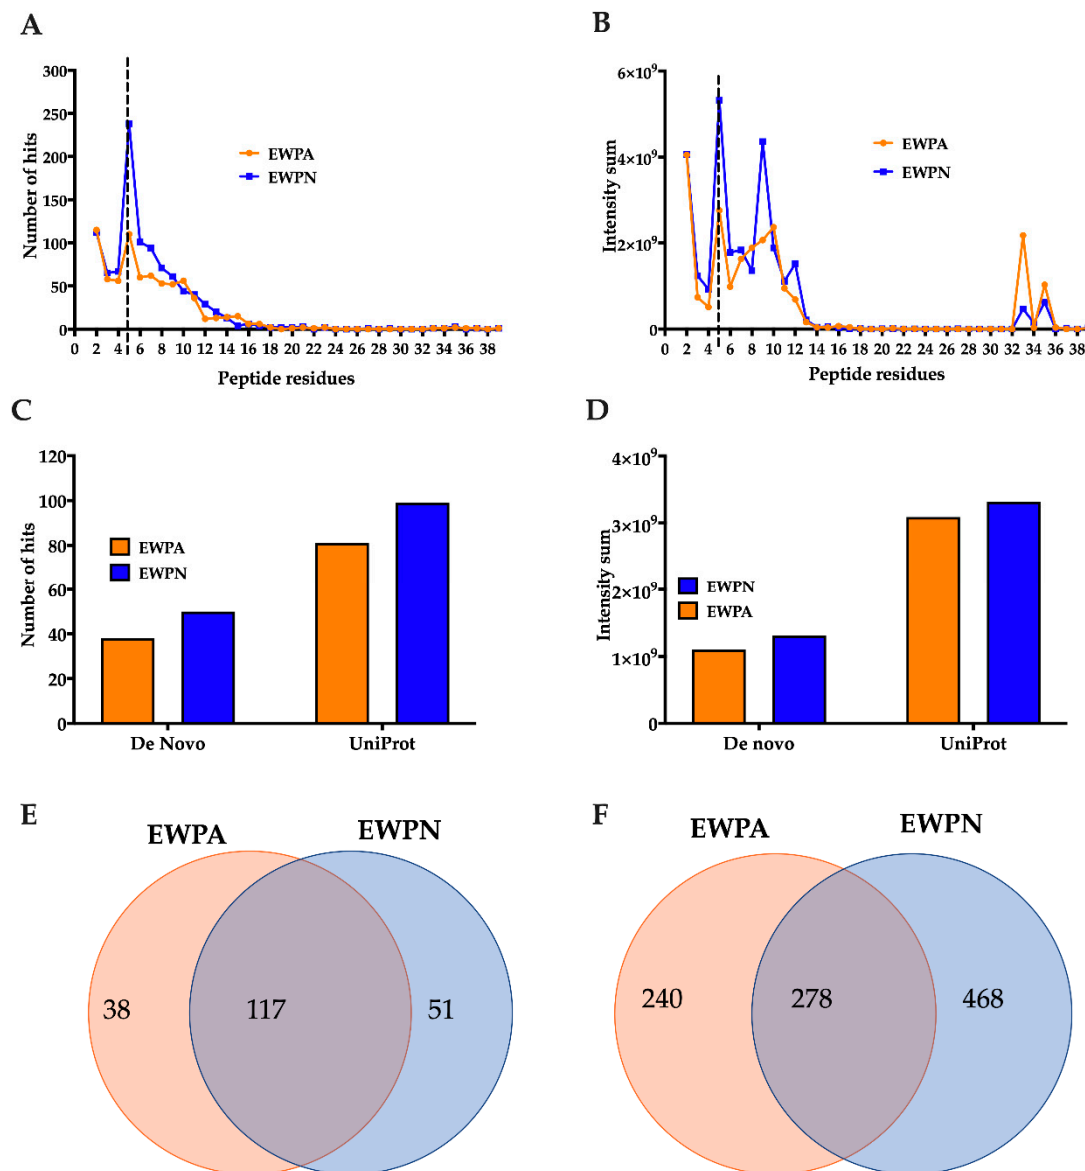 A
Number of hits
300
250
200
150
100
50
0
EWPA
EWPN
0 2 4 6 8 10 12 14 16 18 20 22 24 26 28 30 32 34 36 38
Peptide residues
B
Intensity sum
6×10⁹
4×10⁹
2×10⁹
0
EWPA
EWPN
0 2 4 6 8 10 12 14 16 18 20 22 24 26 28 30 32 34 36 38
Peptide residues
C
Number of hits
120
100
80
60
40
20
0
EWPA
EWPN
De Novo UniProt
D
Intensity sum
4×10⁹
3×10⁹
2×10⁹
1×10⁹
0
EWPN
EWPA
De novo UniProt
E
EWPA EWPN
38 117 51
F
EWPA EWPN
240 278 468